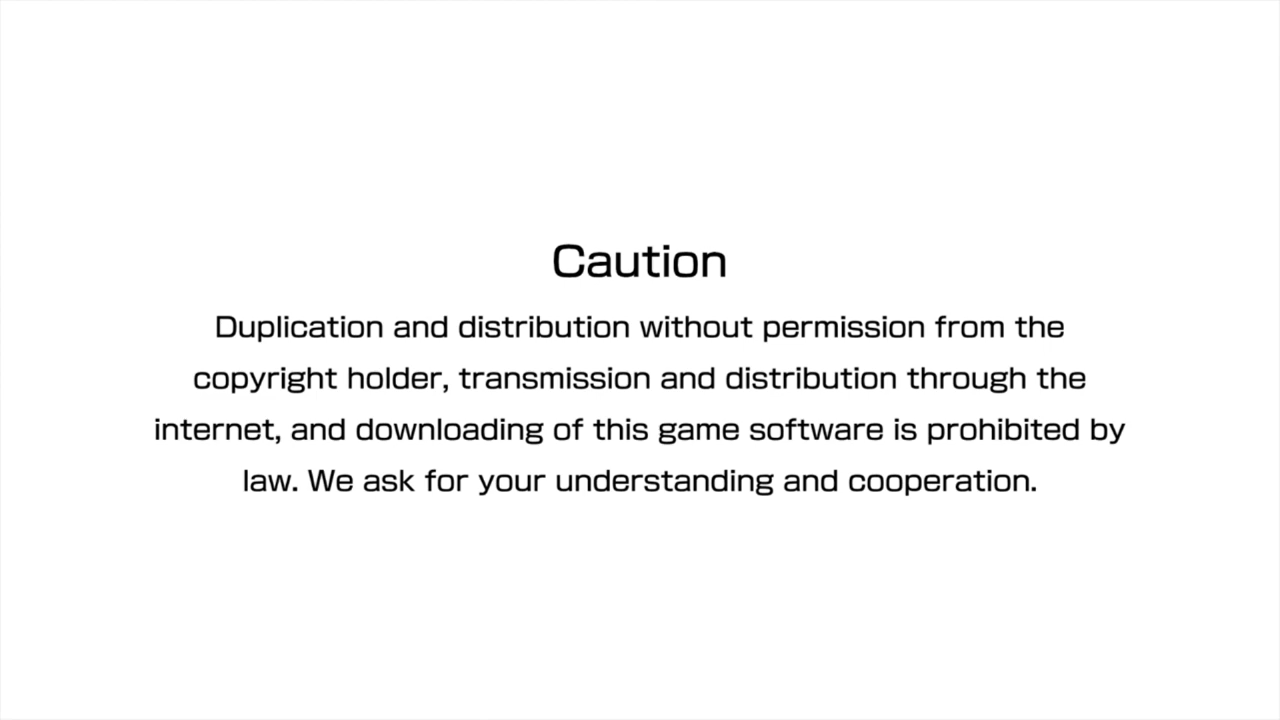 Caution
Duplication and distribution without permission from the
copyright holder, transmission and distribution through the
internet, and downloading of this game software is prohibited by
law. We ask for your understanding and cooperation.